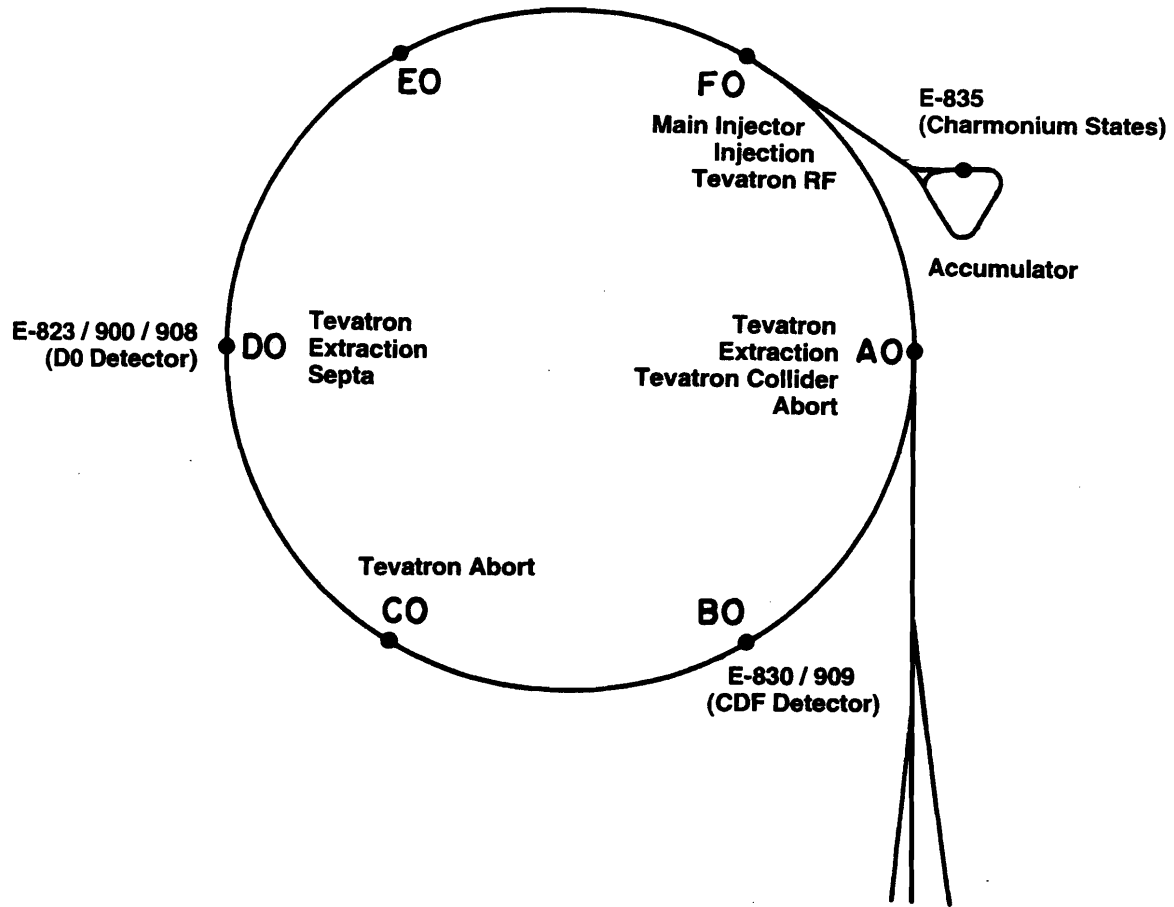 EO
FO
E-835
(Charmonium States)
Main Injector
Injection
Tevatron RF
Accumulator
E-823 / 900 / 908
(D0 Detector)
DO
Tevatron
Extraction
Septa
Tevatron
Extraction
Tevatron Collider
Abort
AO
Tevatron Abort
CO
BO
E-830 / 909
(CDF Detector)